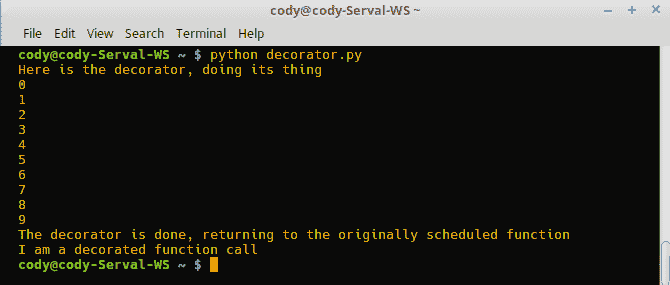 cody@cody-Serval-WS ~
File Edit View Search Terminal Help
cody@cody-Serval-WS ~ $ python decorator.py
Here is the decorator, doing its thing
0
1
2
3
4
5
6
7
8
9
The decorator is done, returning to the originally scheduled function
I am a decorated function call
cody@cody-Serval-WS ~ $